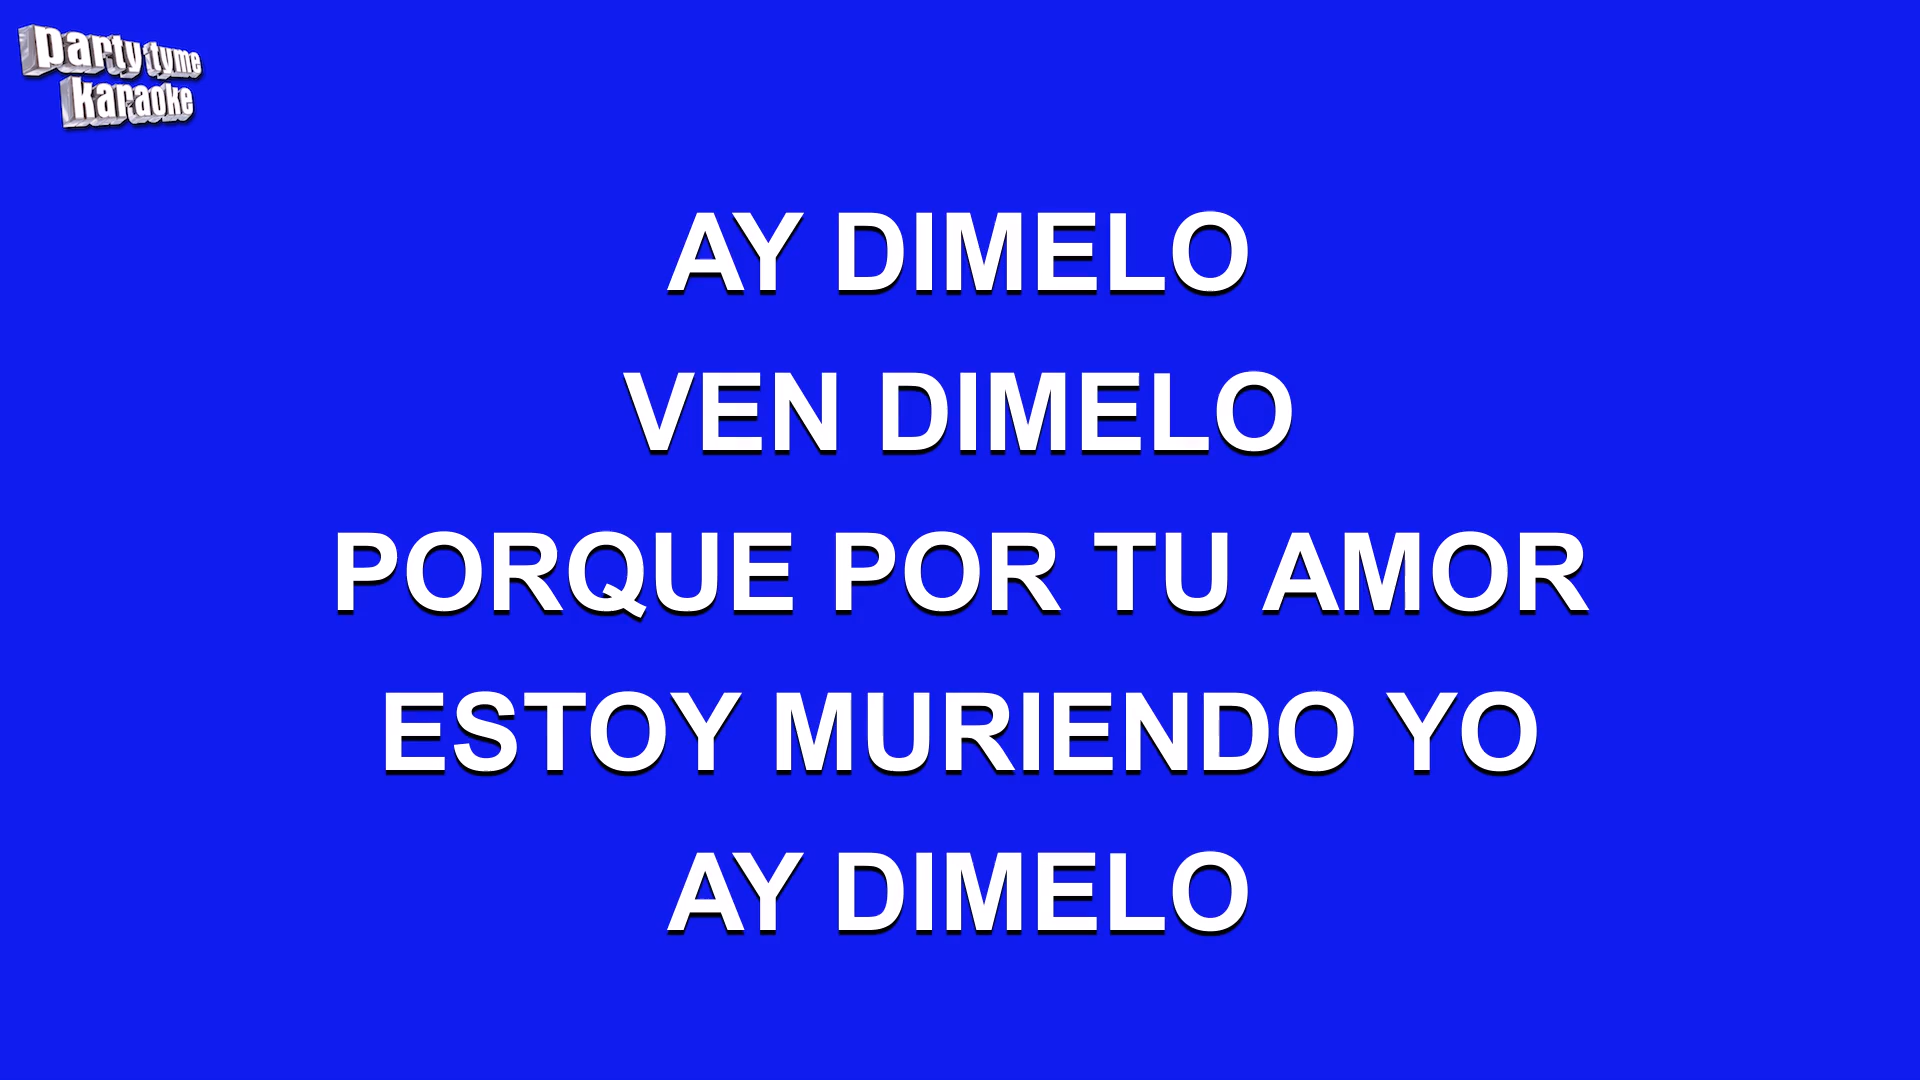 party tyme
karaoke
AY DIMELO
VEN DIMELO
PORQUE POR TU AMOR
ESTOY MURIENDO YO
AY DIMELO